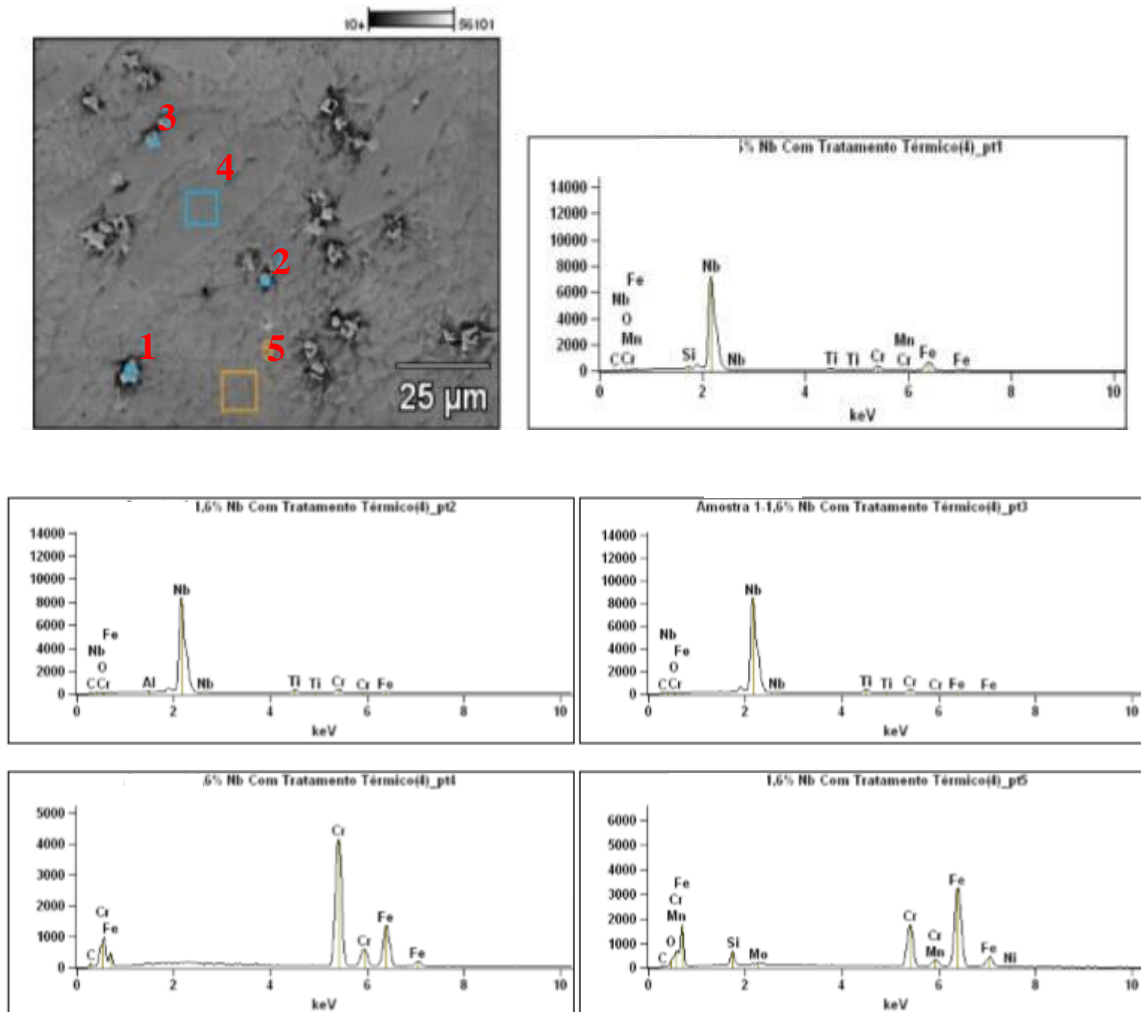 10µ 56101
3
4
2
1
5
25 µm
6% Nb Com Tratamento Térmico(4)_pt1
14000
12000
10000
8000
6000
4000
2000
0
Fe
Nb
O
Mn
C Cr
Si
Nb
Nb
Ti
Ti
Cr
Mn
Cr
Fe
Fe
0 2 4 6 8 10
keV
1,6% Nb Com Tratamento Térmico(4)_pt2
14000
12000
10000
8000
6000
4000
2000
0
Fe
Nb
O
C Cr
Al
Nb
Nb
Ti
Ti
Cr
Cr
Fe
0 2 4 6 8 10
keV
Amostra 1-1,6% Nb Com Tratamento Térmico(4)_pt3
14000
12000
10000
8000
6000
4000
2000
0
Nb
Fe
O
C Cr
Nb
Nb
Ti
Ti
Cr
Cr
Fe
Fe
0 2 4 6 8 10
keV
,6% Nb Com Tratamento Térmico(4)_pt4
5000
4000
3000
2000
1000
0
Cr
Fe
C
Cr
Cr
Fe
Fe
0 2 4 6 8 10
keV
1,6% Nb Com Tratamento Térmico(4)_pt5
6000
5000
4000
3000
2000
1000
0
Fe
Cr
Mn
O
C
Si
Mo
Cr
Cr
Mn
Fe
Fe
Ni
0 2 4 6 8 10
keV